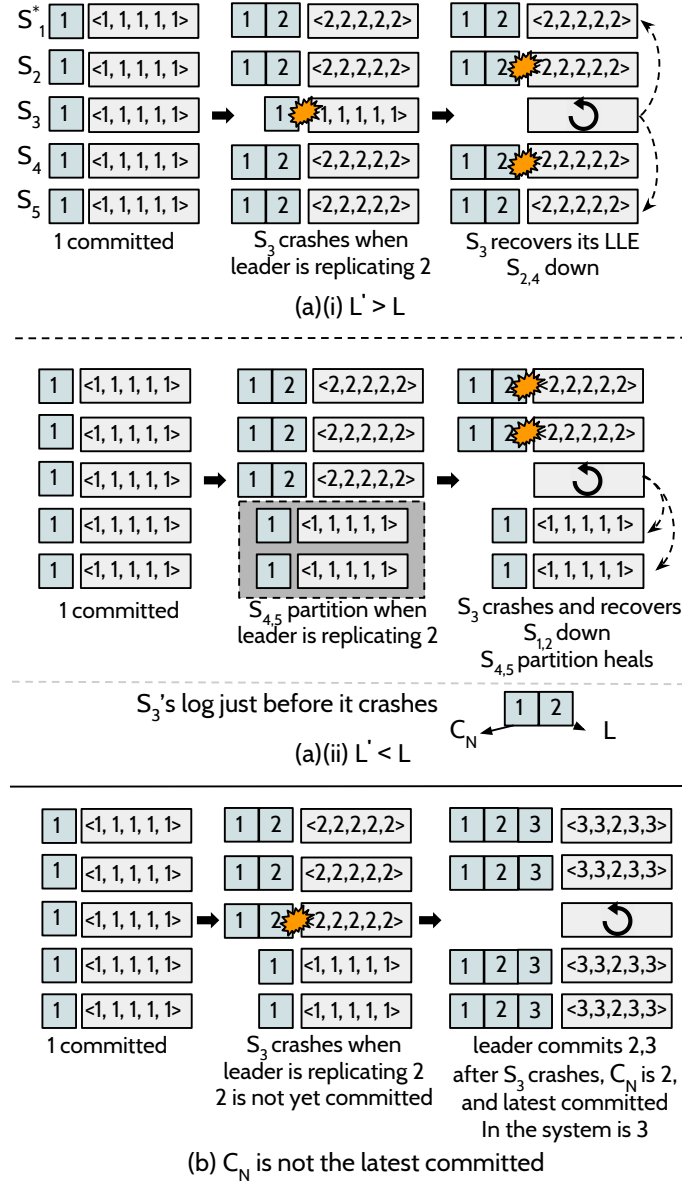 S*1 1 <1, 1, 1, 1, 1> 1 2 <2,2,2,2,2> 1 2 <2,2,2,2,2>
S2 1 <1, 1, 1, 1, 1> 1 2 <2,2,2,2,2> 1 2 <2,2,2,2,2>
S3 1 <1, 1, 1, 1, 1> 1 <1, 1, 1, 1, 1>
S4 1 <1, 1, 1, 1, 1> 1 2 <2,2,2,2,2> 1 2 <2,2,2,2,2>
S5 1 <1, 1, 1, 1, 1> 1 2 <2,2,2,2,2> 1 2 <2,2,2,2,2>
1 committed
S3 crashes when
leader is replicating 2
S3 recovers its LLE
S2,4 down
(a)(i) L' > L
1 <1, 1, 1, 1, 1> 1 2 <2,2,2,2,2> 1 2 <2,2,2,2,2>
1 <1, 1, 1, 1, 1> 1 2 <2,2,2,2,2> 1 2 <2,2,2,2,2>
1 <1, 1, 1, 1, 1> 1 2 <2,2,2,2,2>
1 <1, 1, 1, 1, 1> 1 <1, 1, 1, 1, 1> 1 <1, 1, 1, 1, 1>
1 <1, 1, 1, 1, 1> 1 <1, 1, 1, 1, 1> 1 <1, 1, 1, 1, 1>
1 committed
S4,5 partition when
leader is replicating 2
S3 crashes and recovers
S1,2 down
S4,5 partition heals
S3's log just before it crashes 1 2
CN L
(a)(ii) L' < L
1 <1, 1, 1, 1, 1> 1 2 <2,2,2,2,2> 1 2 3 <3,3,2,3,3>
1 <1, 1, 1, 1, 1> 1 2 <2,2,2,2,2> 1 2 3 <3,3,2,3,3>
1 <1, 1, 1, 1, 1> 1 2 <2,2,2,2,2>
1 <1, 1, 1, 1, 1> 1 <1, 1, 1, 1, 1> 1 2 3 <3,3,2,3,3>
1 <1, 1, 1, 1, 1> 1 <1, 1, 1, 1, 1> 1 2 3 <3,3,2,3,3>
1 committed
S3 crashes when
leader is replicating 2
2 is not yet committed
leader commits 2,3
after S3 crashes, CN is 2,
and latest committed
In the system is 3
(b) CN is not the latest committed